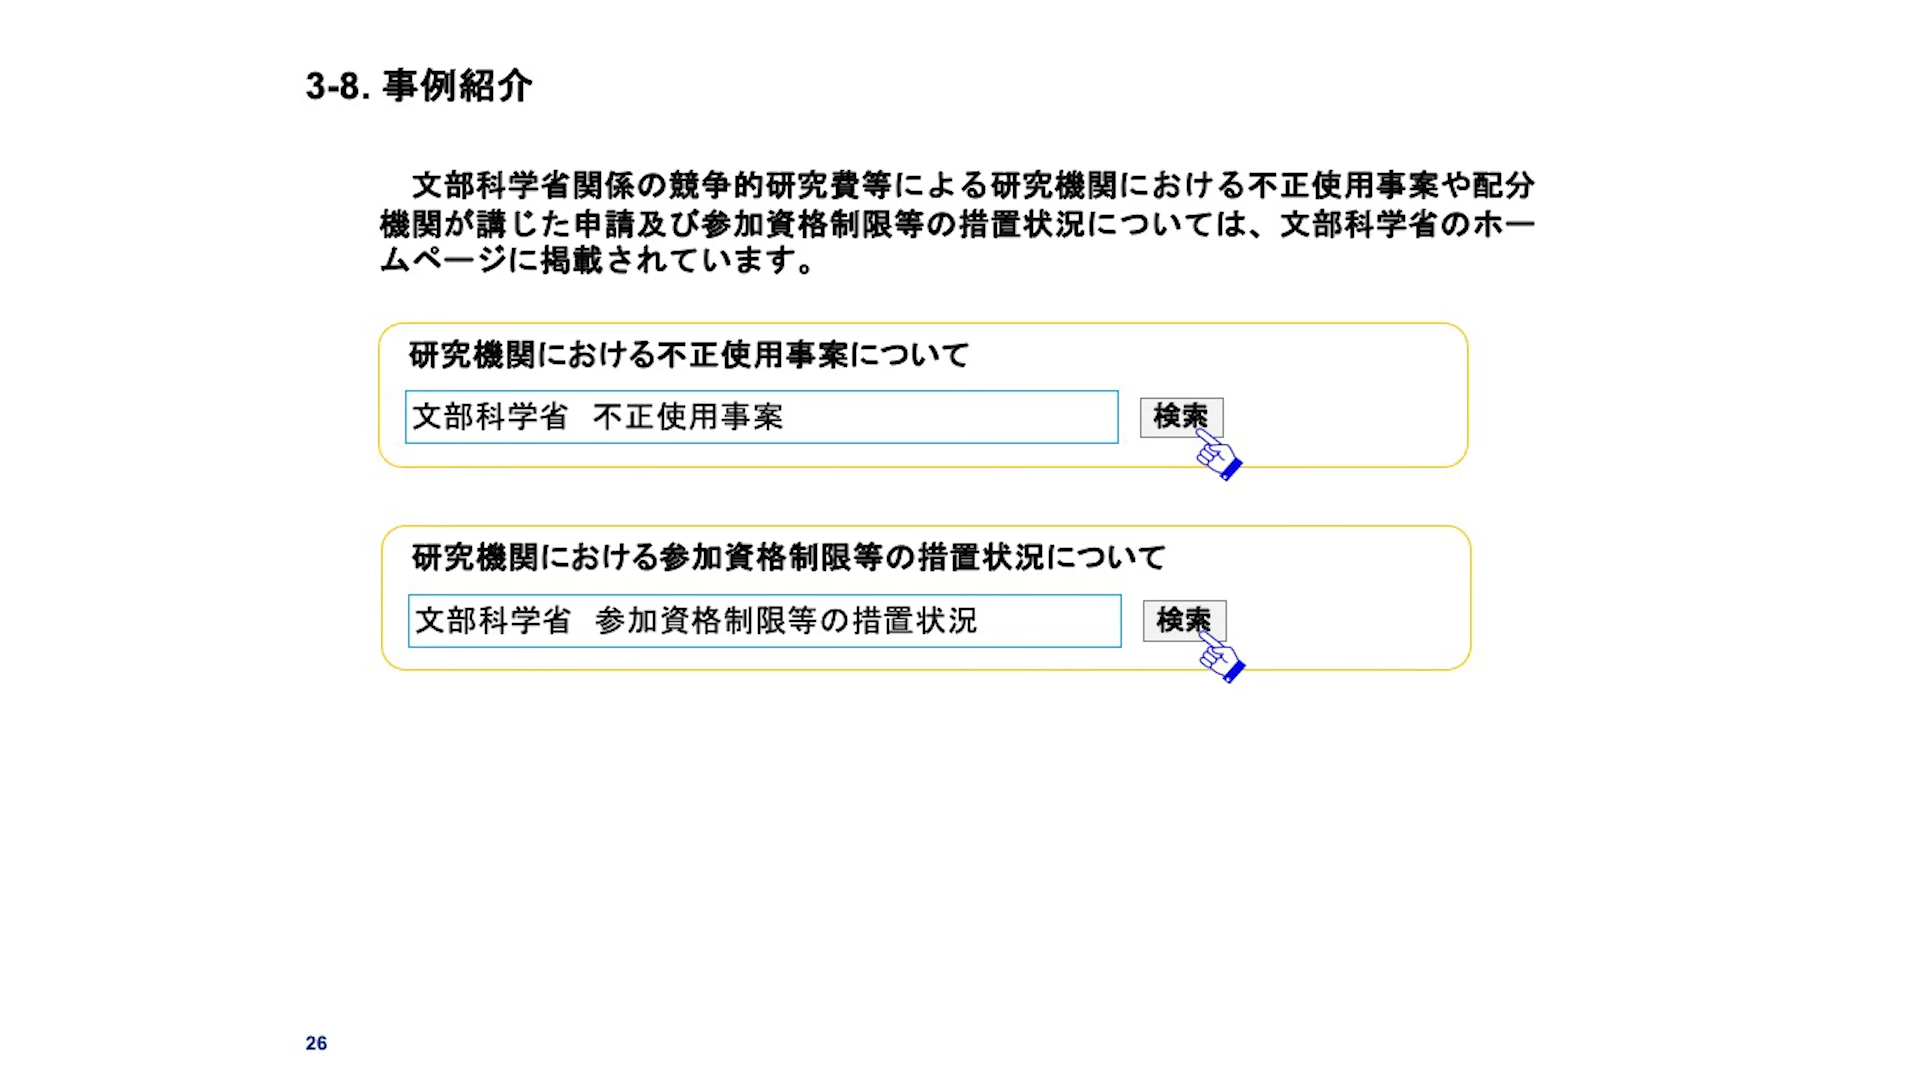 3-8. 事例紹介
文部科学省関係の競争的研究費等による研究機関における不正使用事案や配分
機関が講じた申請及び参加資格制限等の措置状況については、文部科学省のホー
ムページに掲載されています。
研究機関における不正使用事案について
文部科学省　不正使用事案
検索
研究機関における参加資格制限等の措置状況について
文部科学省　参加資格制限等の措置状況
検索
26